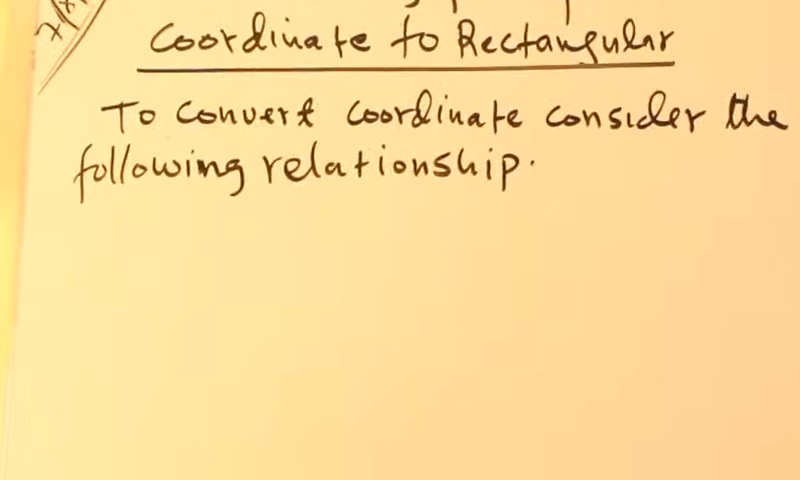 Coordinate to Rectangular
To Convert Coordinate consider the
following relationship.